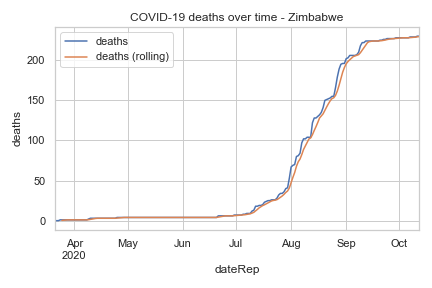 COVID-19 deaths over time - Zimbabwe
deaths
deaths (rolling)
deaths
200
150
100
50
0
Apr May Jun Jul Aug Sep Oct
2020
dateRep